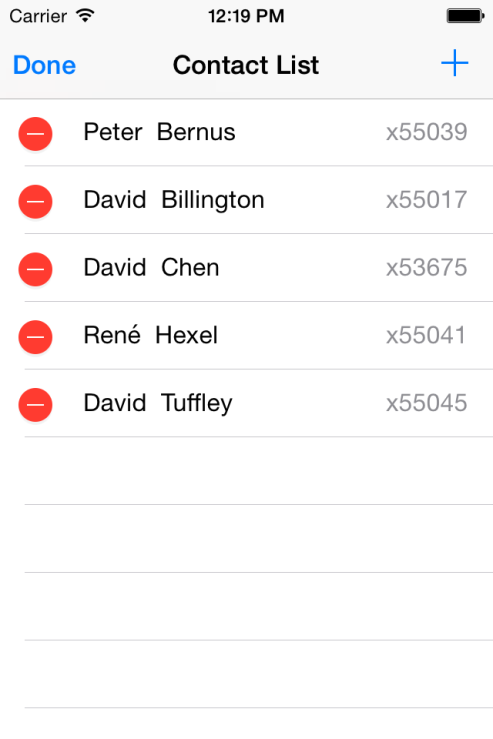 Carrier 12:19 PM
Done Contact List +
Peter Bernus x55039
David Billington x55017
David Chen x53675
René Hexel x55041
David Tuffley x55045